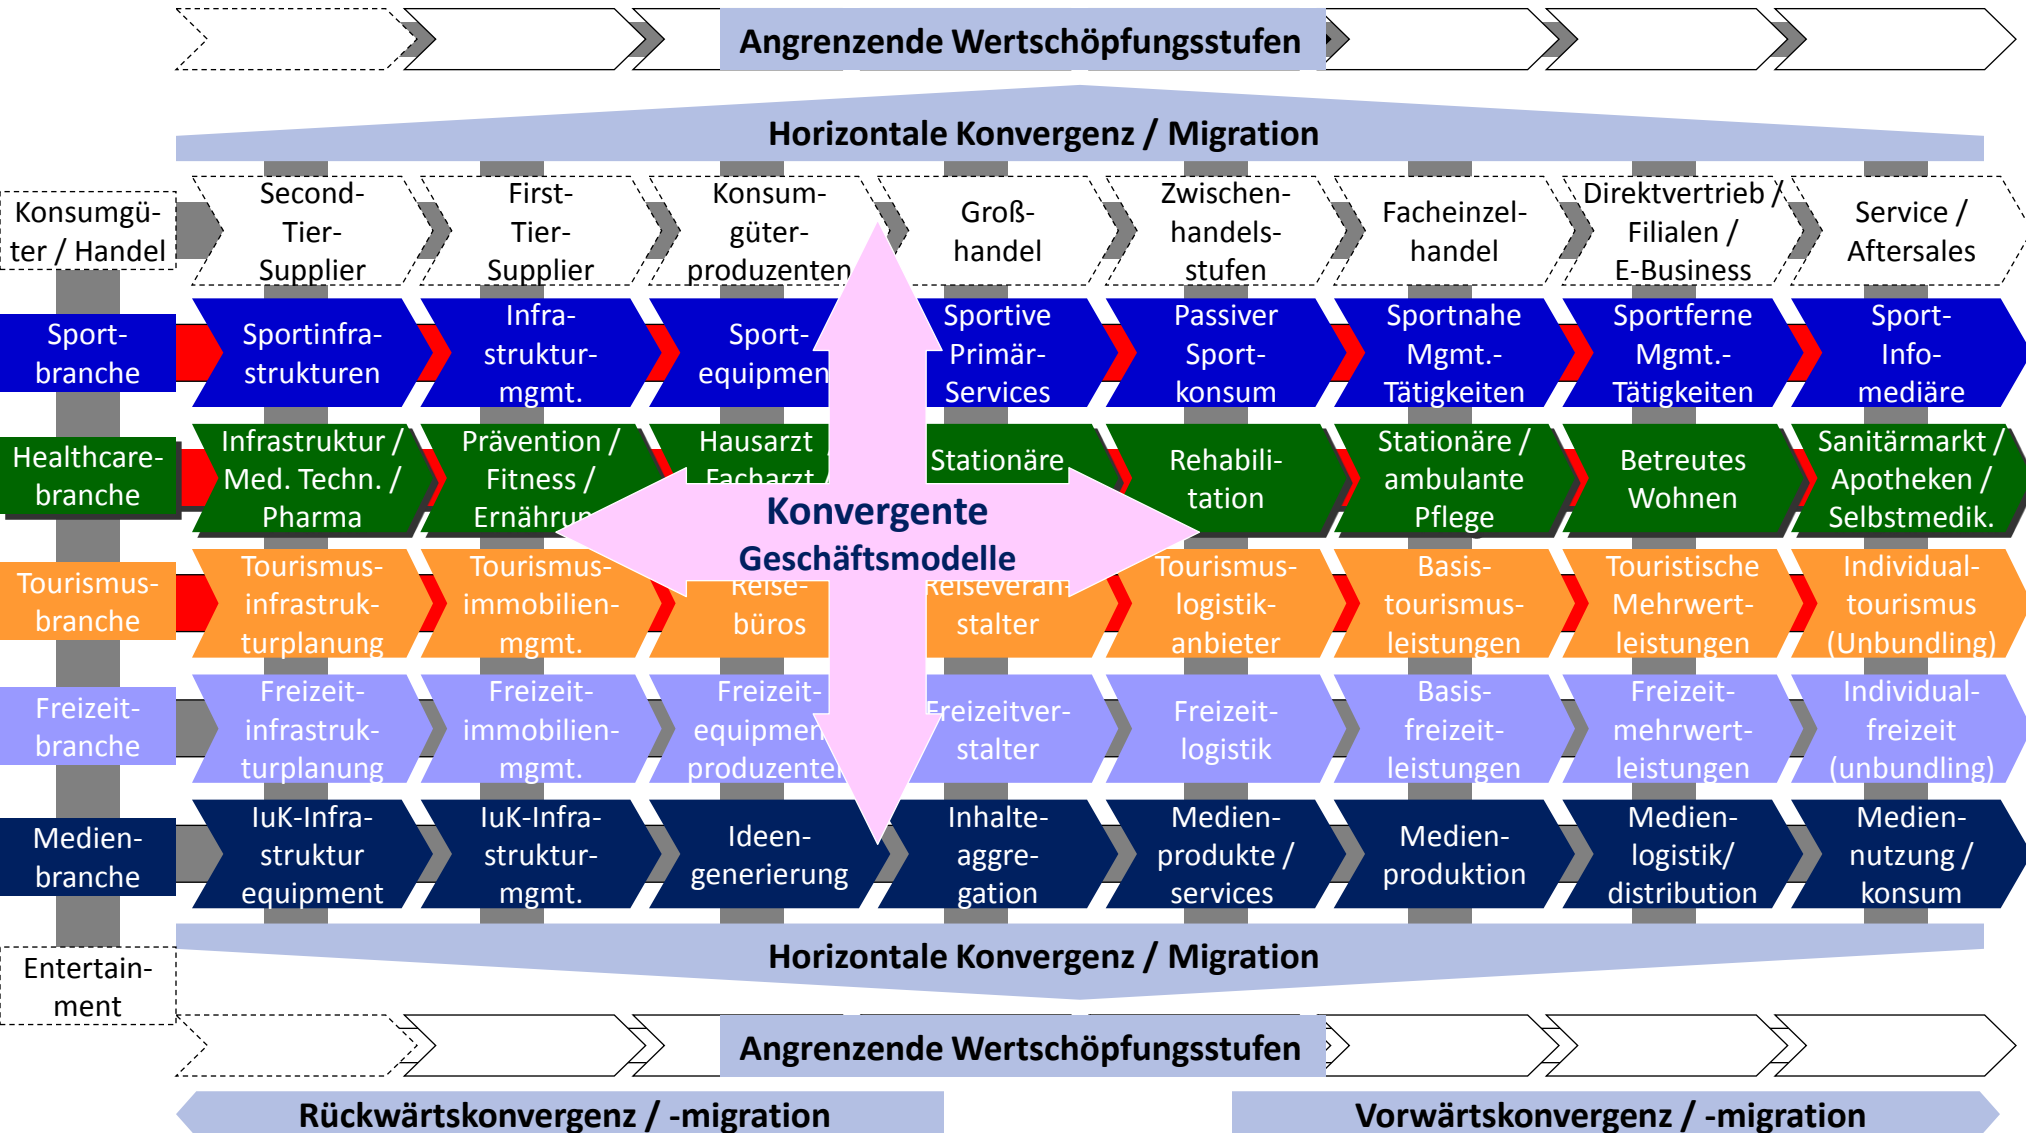 Angrenzende Wertschöpfungsstufen
Horizontale Konvergenz / Migration
Konsumgü-
ter / Handel
Second-
Tier-
Supplier
First-
Tier-
Supplier
Konsum-
güter-
produzenten
Groß-
handel
Zwischen-
handels-
stufen
Facheinzel-
handel
Direktvertrieb /
Filialen /
E-Business
Service /
Aftersales
Sport-
branche
Sportinfra-
strukturen
Infra-
struktur-
mgmt.
Sport-
equipmen
Sportive
Primär-
Services
Passiver
Sport-
konsum
Sportnahe
Mgmt.-
Tätigkeiten
Sportferne
Mgmt.-
Tätigkeiten
Sport-
Info-
mediäre
Healthcare-
branche
Infrastruktur /
Med. Techn. /
Pharma
Prävention /
Fitness /
Ernährun
Hausarzt /
Facharzt /
Stationäre
Rehabili-
tation
Stationäre /
ambulante
Pflege
Betreutes
Wohnen
Sanitärmarkt /
Apotheken /
Selbstmedik.
Konvergente
Geschäftsmodelle
Tourismus-
branche
Tourismus-
infrastruk-
turplanung
Tourismus-
immobilien-
mgmt.
Reise-
büros
Reiseveran-
stalter
Tourismus-
logistik-
anbieter
Basis-
tourismus-
leistungen
Touristische
Mehrwert-
leistungen
Individual-
tourismus
(Unbundling)
Freizeit-
branche
Freizeit-
infrastruk-
turplanung
Freizeit-
immobilien-
mgmt.
Freizeit-
equipmen
produzenten
Freizeitver-
stalter
Freizeit-
logistik
Basis-
freizeit-
leistungen
Freizeit-
mehrwert-
leistungen
Individual-
freizeit
(unbundling)
Medien-
branche
IuK-Infra-
struktur
equipment
IuK-Infra-
struktur-
mgmt.
Ideen-
generierung
Inhalte-
aggre-
gation
Medien-
produkte /
services
Medien-
produktion
Medien-
logistik/
distribution
Medien-
nutzung /
konsum
Entertain-
ment
Horizontale Konvergenz / Migration
Angrenzende Wertschöpfungsstufen
Rückwärtskonvergenz / -migration
Vorwärtskonvergenz / -migration